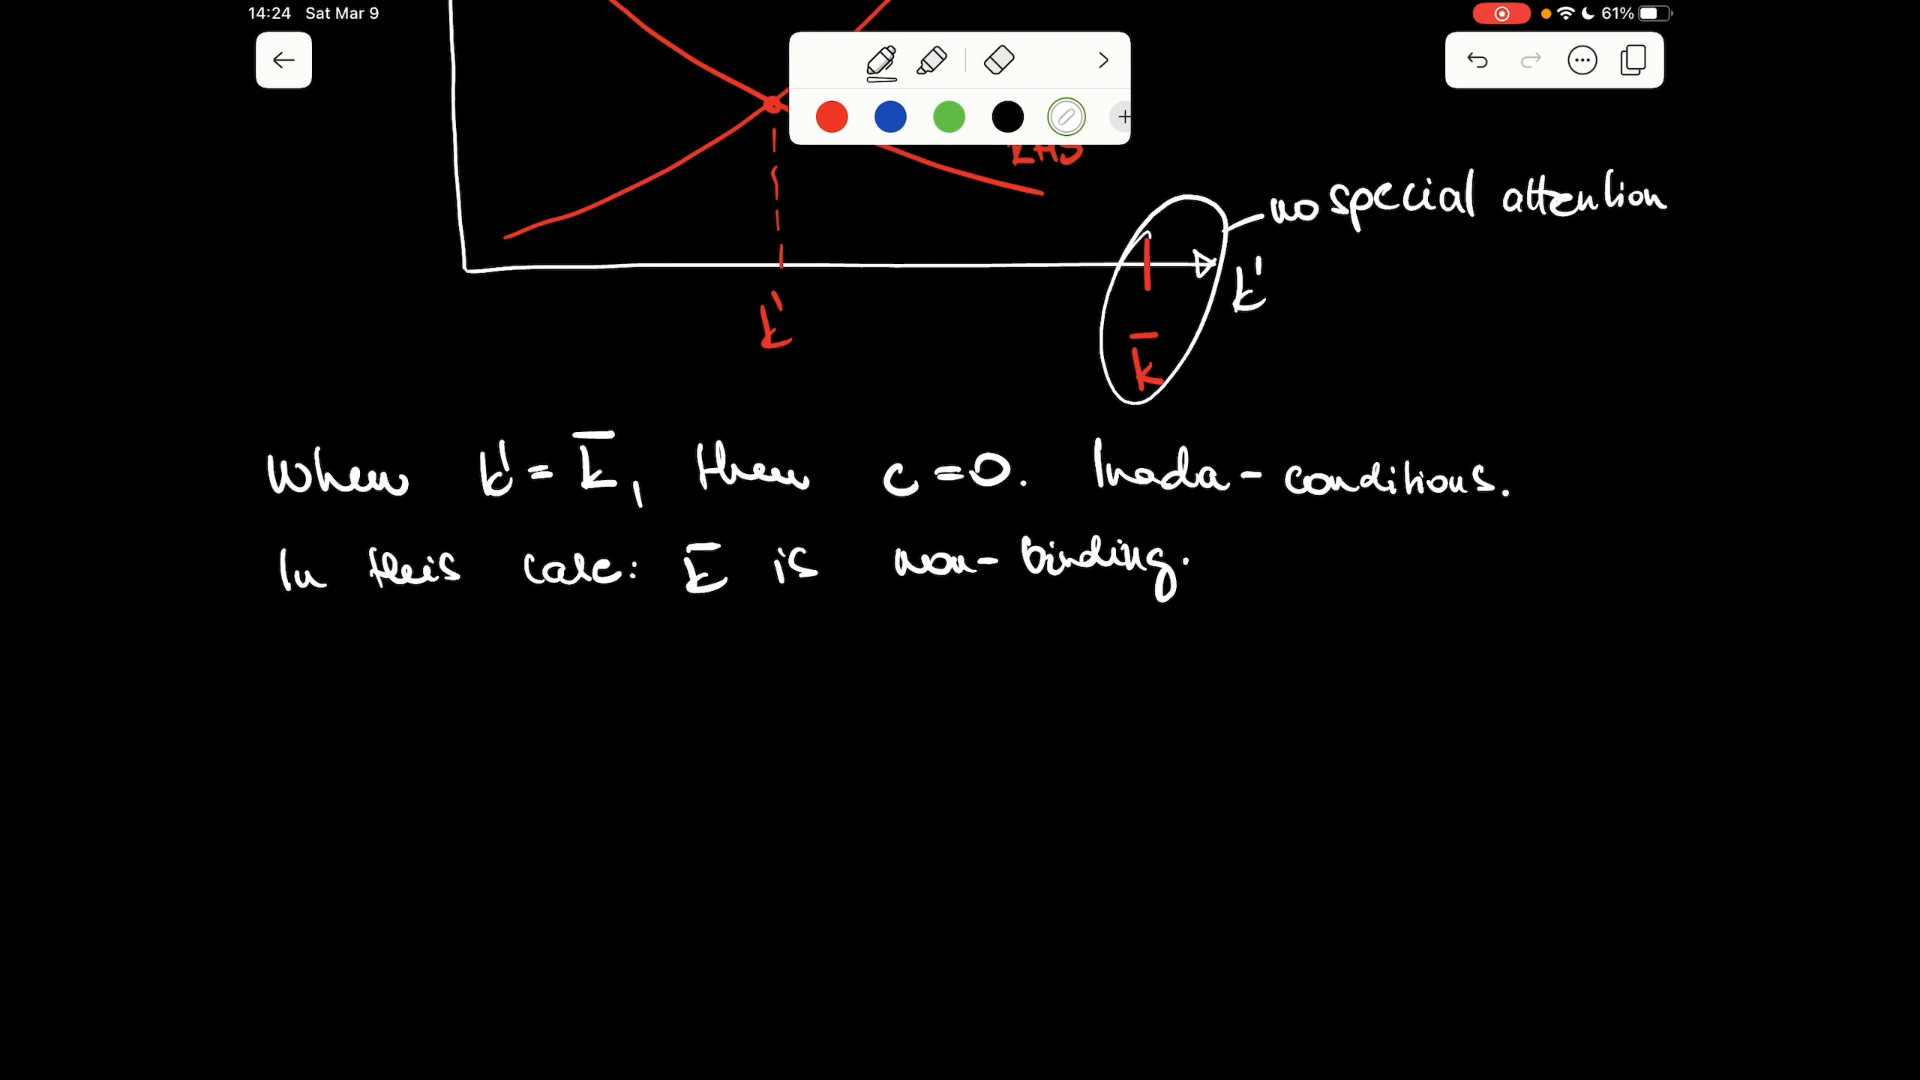 14:24 Sat Mar 9 61%
RHS
no special attention
k'
k'
k̄
When k' = k̄, then c = 0. Inada - conditions.
In this case: k̄ is non-binding.